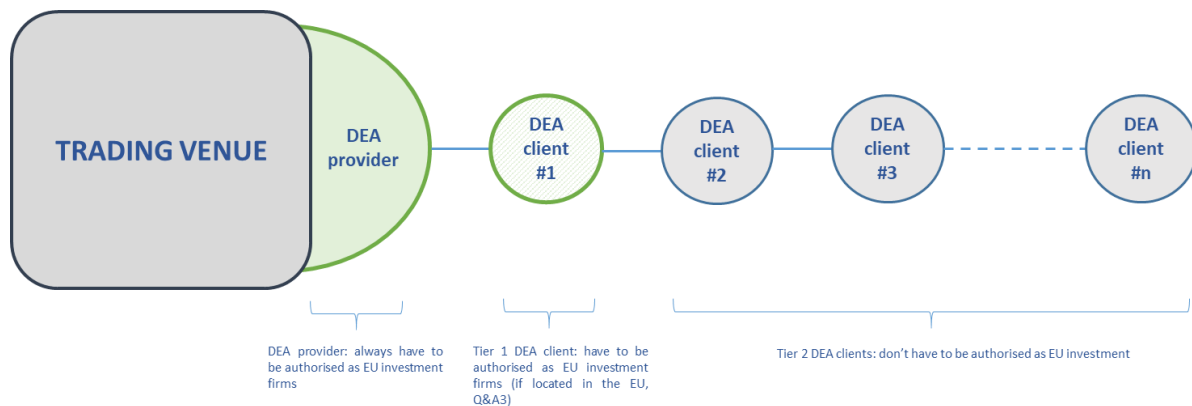 TRADING VENUE
DEA
provider
DEA
client
#1
DEA
client
#2
DEA
client
#3
DEA
client
#n
DEA provider: always have to
be authorised as EU investment
firms
Tier 1 DEA client: have to be
authorised as EU investment
firms (if located in the EU,
Q&A3)
Tier 2 DEA clients: don't have to be authorised as EU investment